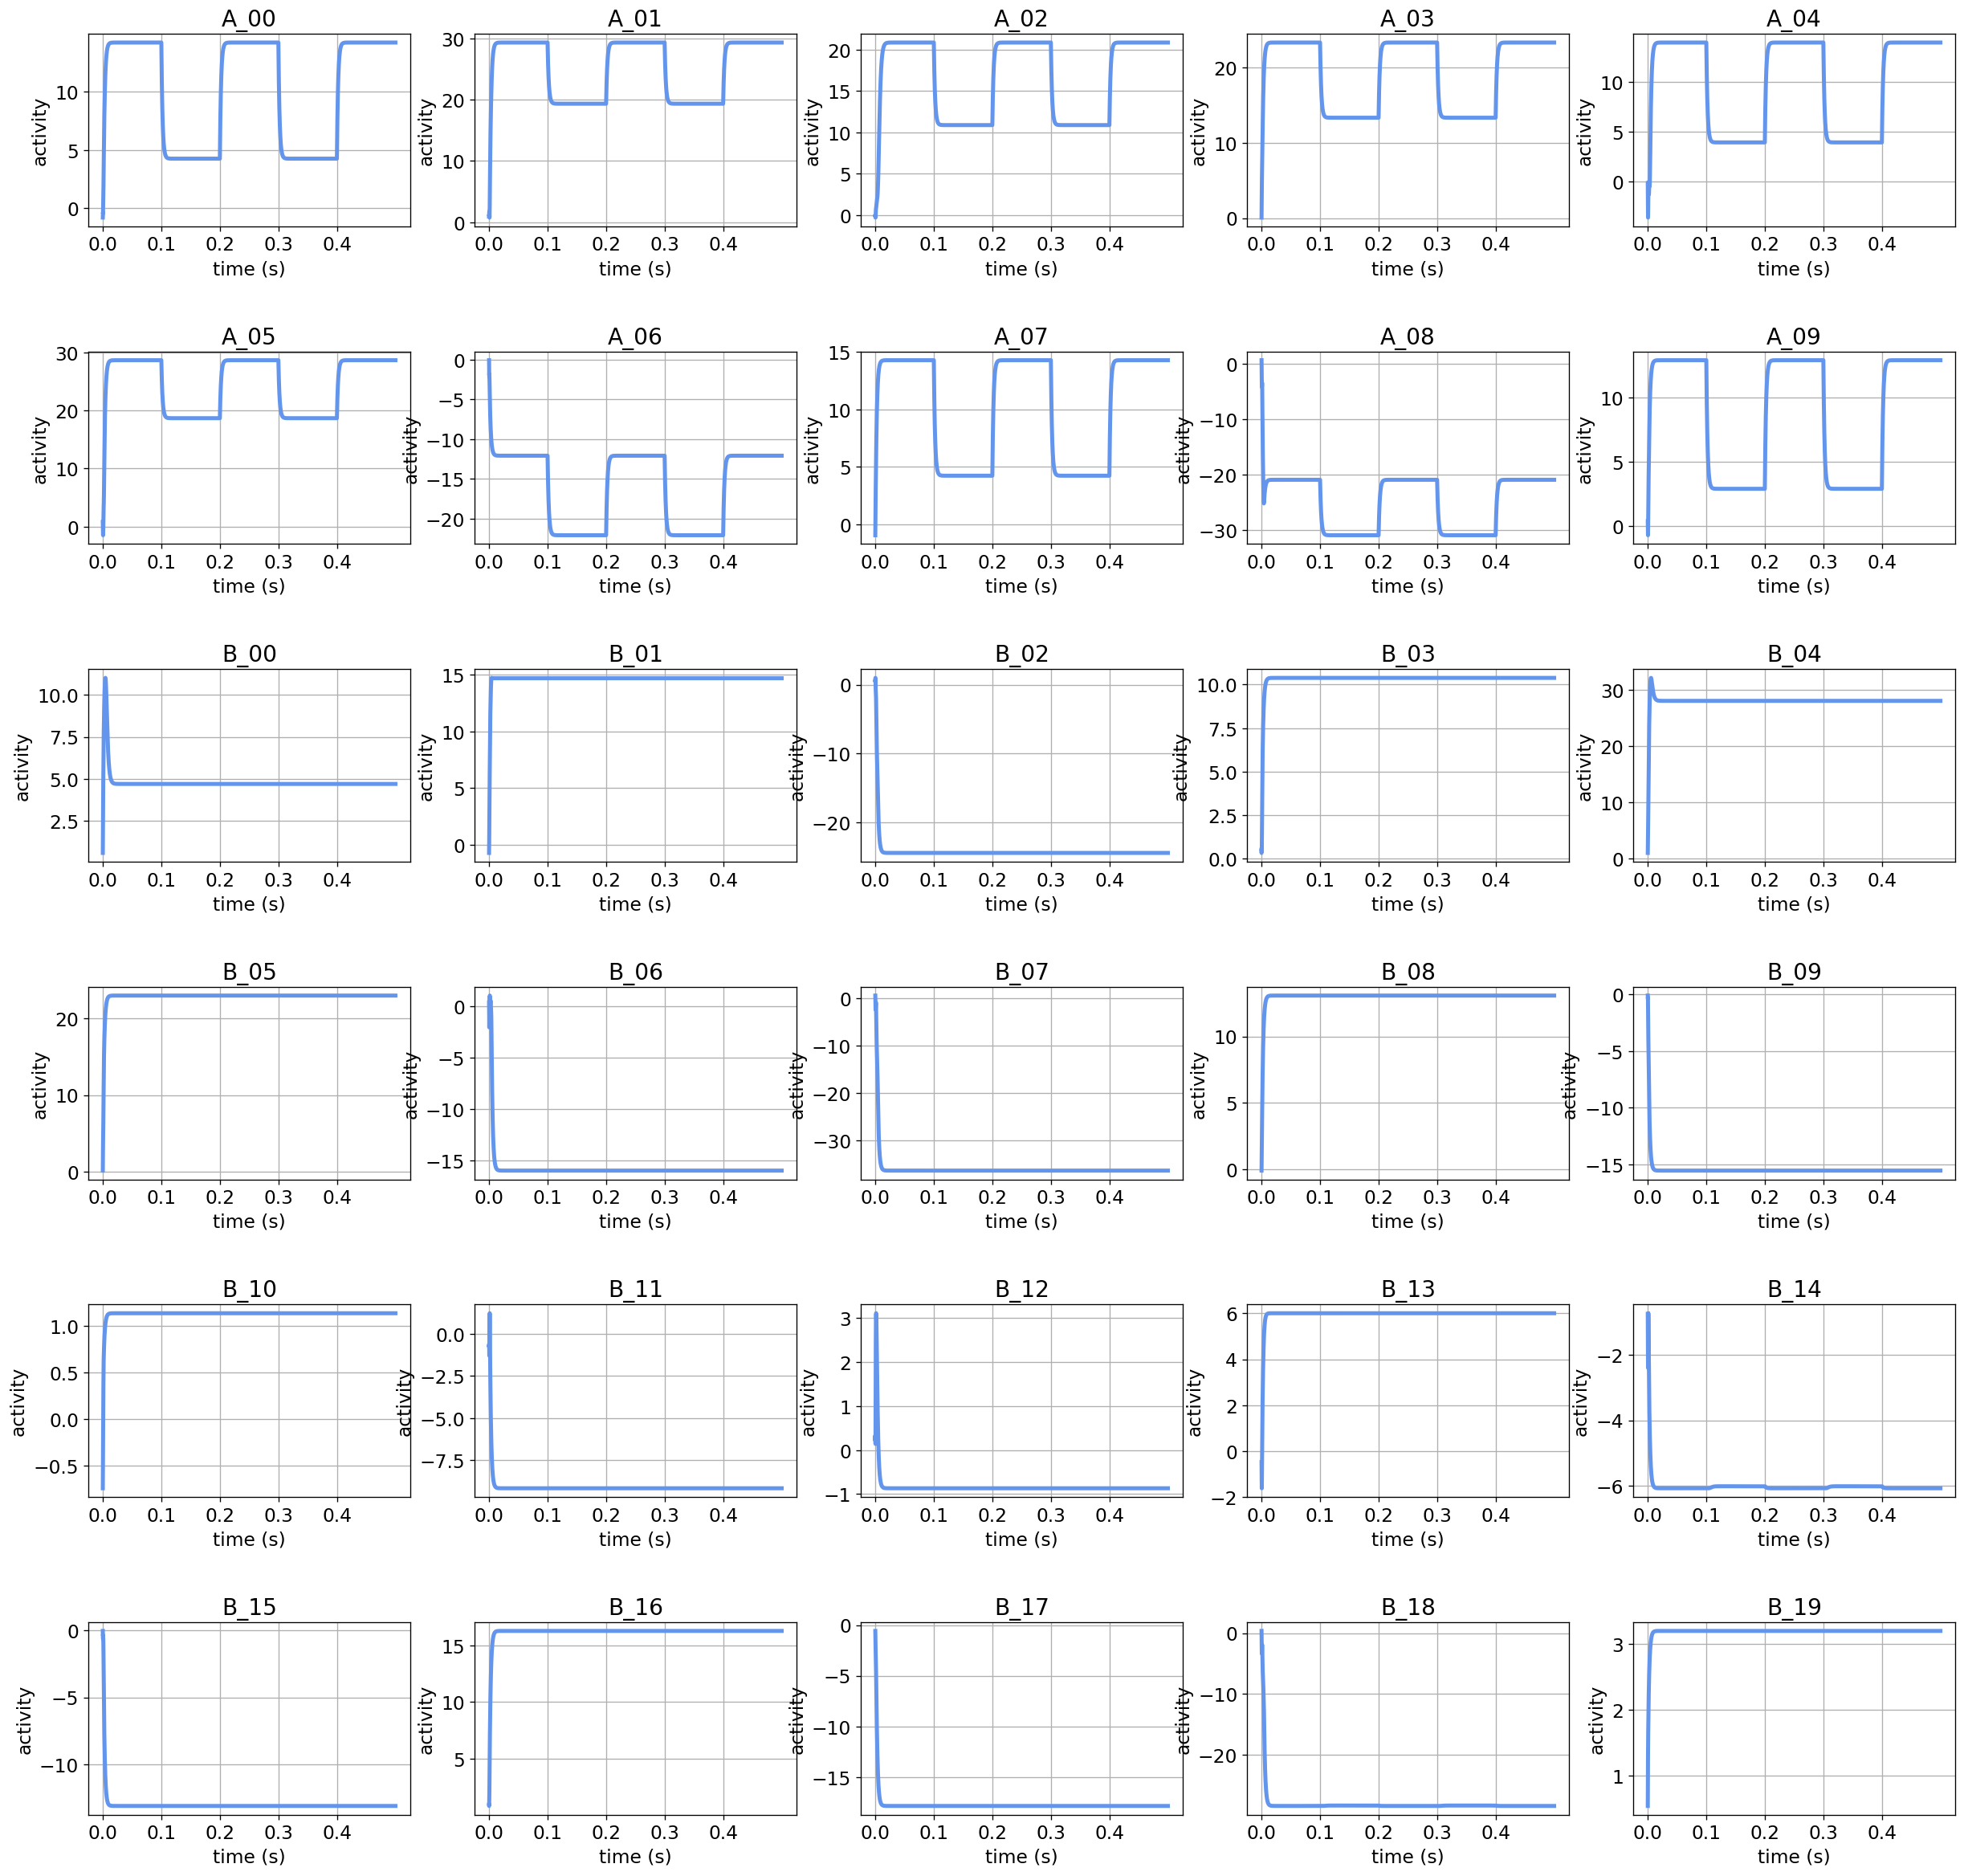 A_00 A_01 A_02 A_03 A_04
10 5 0 activity 0.0 0.1 0.2 0.3 0.4 time (s)
30 20 10 0 activity 0.0 0.1 0.2 0.3 0.4 time (s)
20 15 10 5 0 activity 0.0 0.1 0.2 0.3 0.4 time (s)
20 10 0 activity 0.0 0.1 0.2 0.3 0.4 time (s)
10 5 0 activity 0.0 0.1 0.2 0.3 0.4 time (s)
A_05 A_06 A_07 A_08 A_09
30 20 10 0 activity 0.0 0.1 0.2 0.3 0.4 time (s)
0 −5 −10 −15 −20 activity 0.0 0.1 0.2 0.3 0.4 time (s)
15 10 5 0 activity 0.0 0.1 0.2 0.3 0.4 time (s)
0 −10 −20 −30 activity 0.0 0.1 0.2 0.3 0.4 time (s)
10 5 0 activity 0.0 0.1 0.2 0.3 0.4 time (s)
B_00 B_01 B_02 B_03 B_04
10.0 7.5 5.0 2.5 activity 0.0 0.1 0.2 0.3 0.4 time (s)
15 10 5 0 activity 0.0 0.1 0.2 0.3 0.4 time (s)
0 −10 −20 activity 0.0 0.1 0.2 0.3 0.4 time (s)
10.0 7.5 5.0 2.5 0.0 activity 0.0 0.1 0.2 0.3 0.4 time (s)
30 20 10 0 activity 0.0 0.1 0.2 0.3 0.4 time (s)
B_05 B_06 B_07 B_08 B_09
20 10 0 activity 0.0 0.1 0.2 0.3 0.4 time (s)
0 −5 −10 −15 activity 0.0 0.1 0.2 0.3 0.4 time (s)
0 −10 −20 −30 activity 0.0 0.1 0.2 0.3 0.4 time (s)
10 5 0 activity 0.0 0.1 0.2 0.3 0.4 time (s)
0 −5 −10 −15 activity 0.0 0.1 0.2 0.3 0.4 time (s)
B_10 B_11 B_12 B_13 B_14
1.0 0.5 0.0 −0.5 activity 0.0 0.1 0.2 0.3 0.4 time (s)
0.0 −2.5 −5.0 −7.5 activity 0.0 0.1 0.2 0.3 0.4 time (s)
3 2 1 0 −1 activity 0.0 0.1 0.2 0.3 0.4 time (s)
6 4 2 0 −2 activity 0.0 0.1 0.2 0.3 0.4 time (s)
−2 −4 −6 activity 0.0 0.1 0.2 0.3 0.4 time (s)
B_15 B_16 B_17 B_18 B_19
0 −5 −10 activity 0.0 0.1 0.2 0.3 0.4 time (s)
15 10 5 activity 0.0 0.1 0.2 0.3 0.4 time (s)
0 −5 −10 −15 activity 0.0 0.1 0.2 0.3 0.4 time (s)
0 −10 −20 activity 0.0 0.1 0.2 0.3 0.4 time (s)
3 2 1 activity 0.0 0.1 0.2 0.3 0.4 time (s)